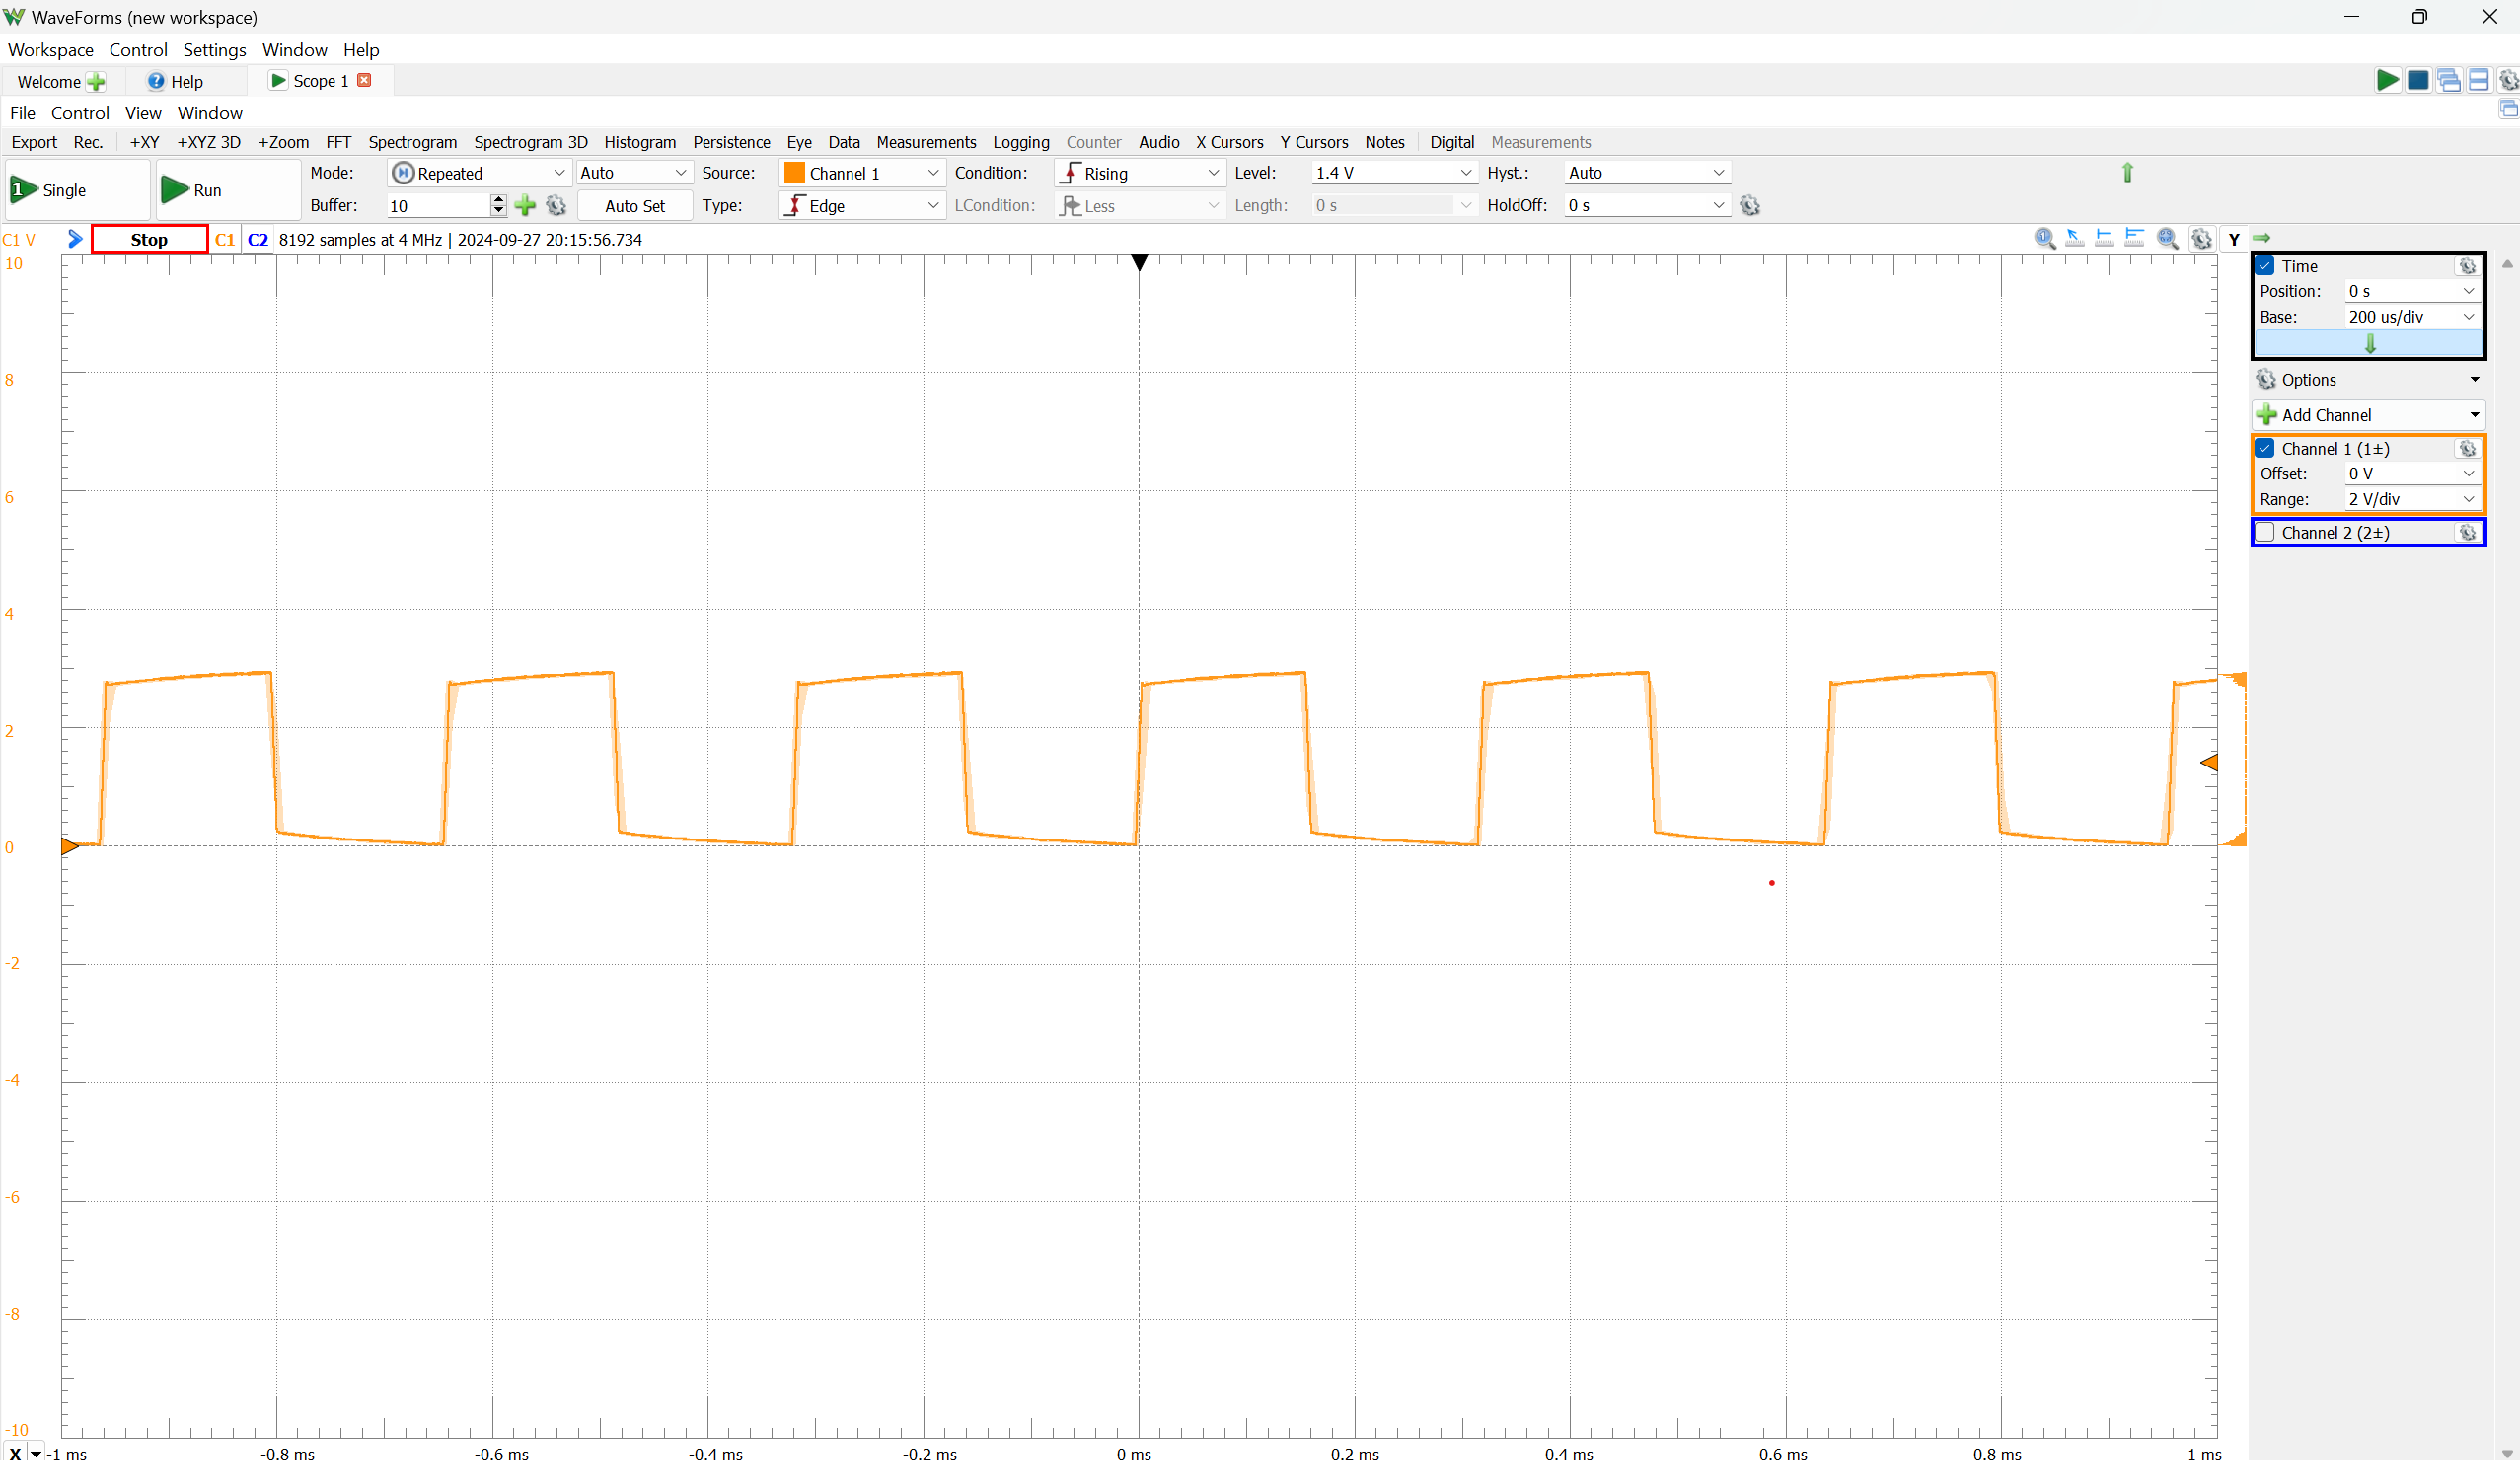 WaveForms (new workspace)
Workspace Control Settings Window Help
Welcome Help Scope 1
File Control View Window
Export Rec. +XY +XYZ 3D +Zoom FFT Spectrogram Spectrogram 3D Histogram Persistence Eye Data Measurements Logging Counter Audio X Cursors Y Cursors Notes Digital Measurements
1 Single Run Mode: Repeated Auto Source: Channel 1 Condition: Rising Level: 1.4 V Hyst.: Auto
Buffer: 10 Auto Set Type: Edge LCondition: Less Length: 0 s HoldOff: 0 s
C1 V Stop C1 C2 8192 samples at 4 MHz | 2024-09-27 20:15:56.734 Y
10
8
6
4
2
0
-2
-4
-6
-8
-10
X -1 ms -0.8 ms -0.6 ms -0.4 ms -0.2 ms 0 ms 0.2 ms 0.4 ms 0.6 ms 0.8 ms 1 ms
Time
Position: 0 s
Base: 200 us/div
Options
Add Channel
Channel 1 (1±)
Offset: 0 V
Range: 2 V/div
Channel 2 (2±)